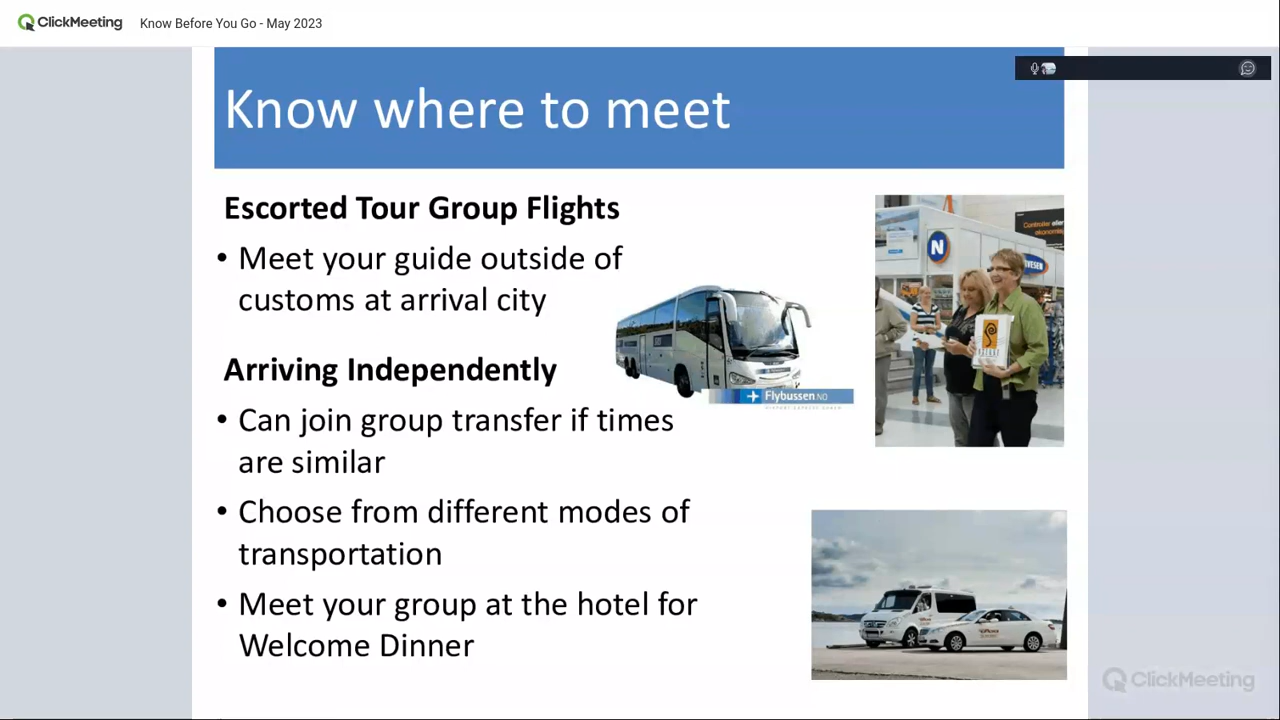 ClickMeeting Know Before You Go - May 2023
Know where to meet
Escorted Tour Group Flights
• Meet your guide outside of
customs at arrival city
Arriving Independently
• Can join group transfer if times
are similar
• Choose from different modes of
transportation
• Meet your group at the hotel for
Welcome Dinner
Flybussen.NO
N
ClickMeeting